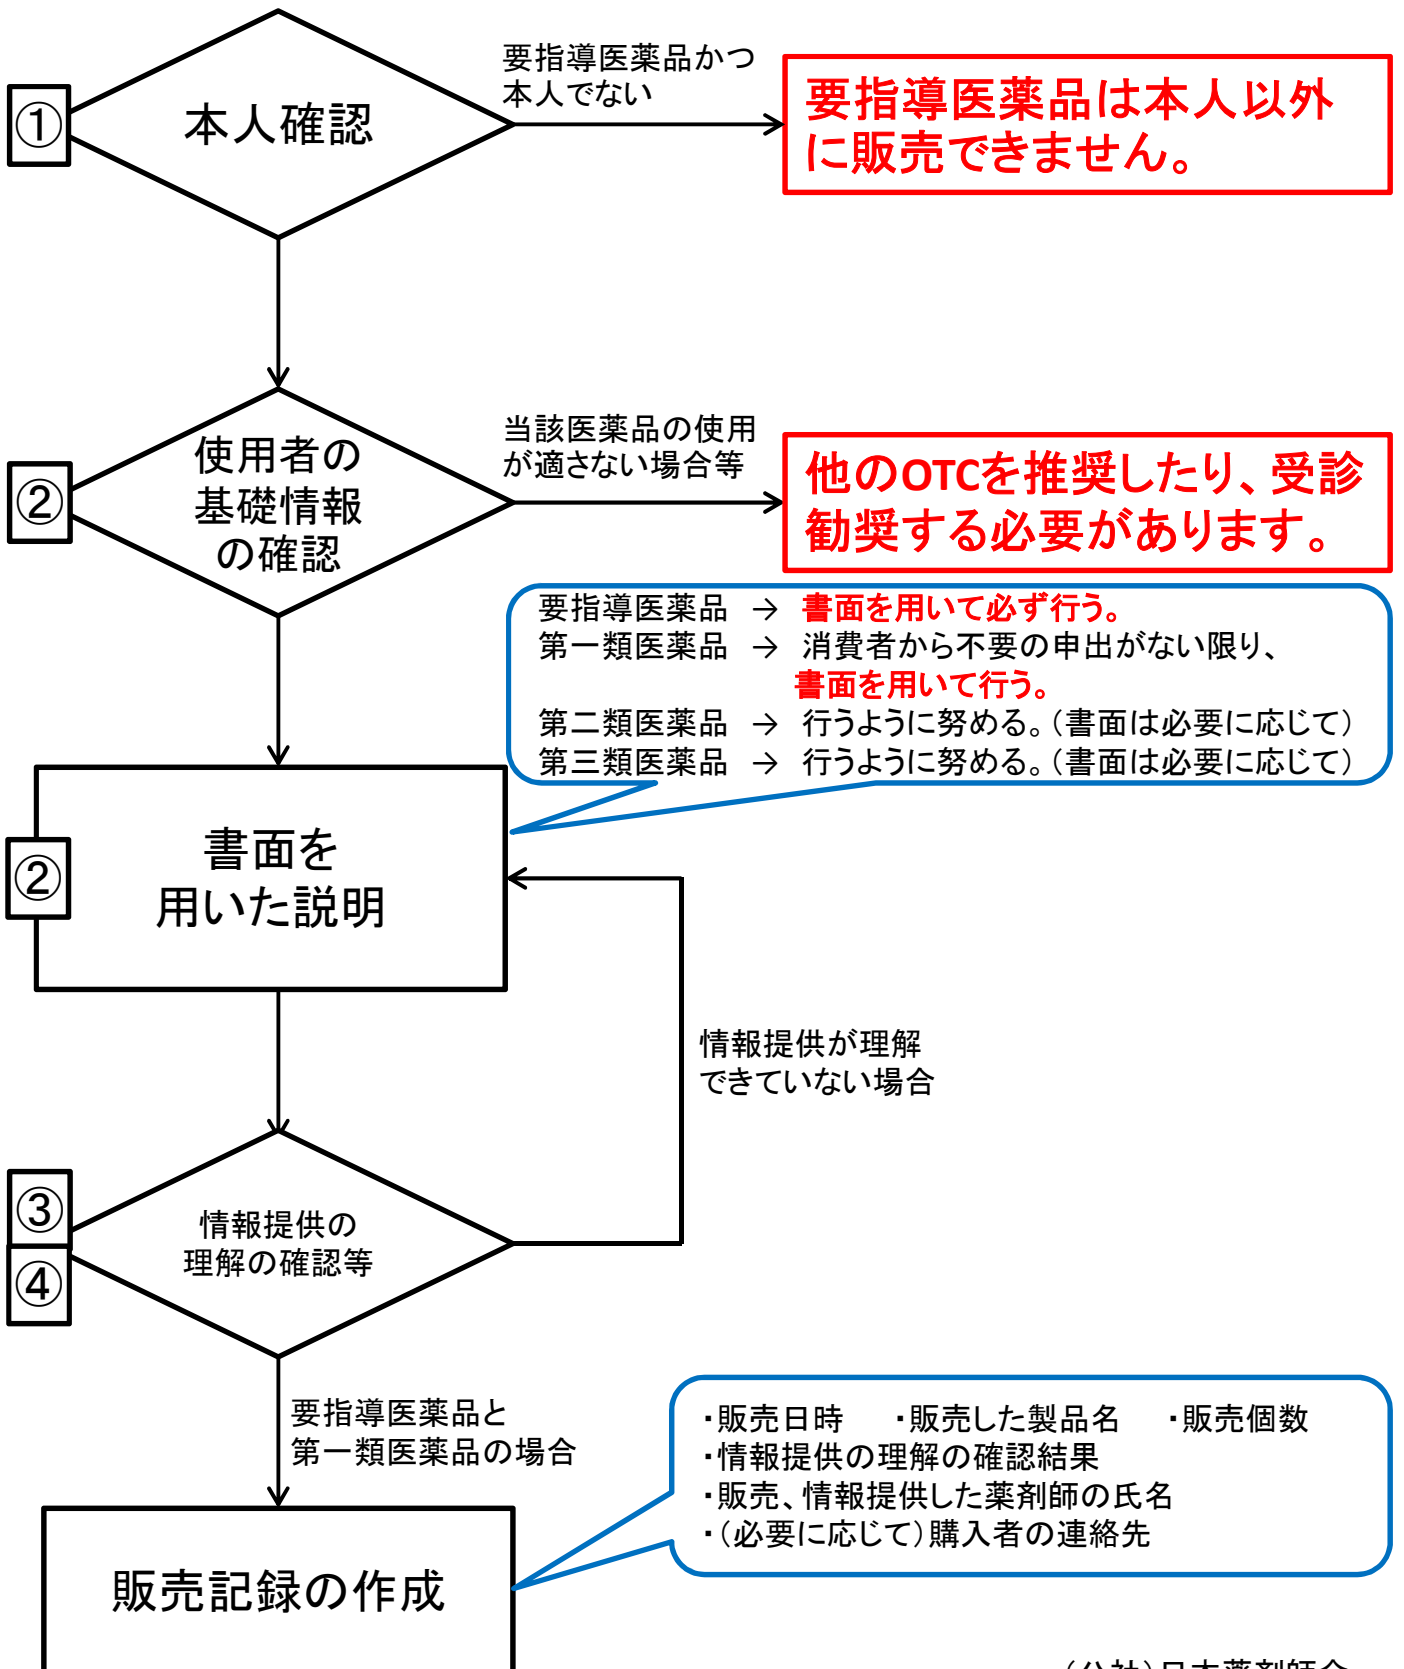 ①
本人確認
要指導医薬品かつ
本人でない
要指導医薬品は本人以外
に販売できません。
②
使用者の
基礎情報
の確認
当該医薬品の使用
が適さない場合等
他のOTCを推奨したり、受診
勧奨する必要があります。
要指導医薬品 → 書面を用いて必ず行う。
第一類医薬品 → 消費者から不要の申出がない限り、
書面を用いて行う。
第二類医薬品 → 行うように努める。（書面は必要に応じて）
第三類医薬品 → 行うように努める。（書面は必要に応じて）
②
書面を
用いた説明
情報提供が理解
できていない場合
③
④
情報提供の
理解の確認等
要指導医薬品と
第一類医薬品の場合
・販売日時 ・販売した製品名 ・販売個数
・情報提供の理解の確認結果
・販売、情報提供した薬剤師の氏名
・（必要に応じて）購入者の連絡先
販売記録の作成
（公社）日本薬剤師会